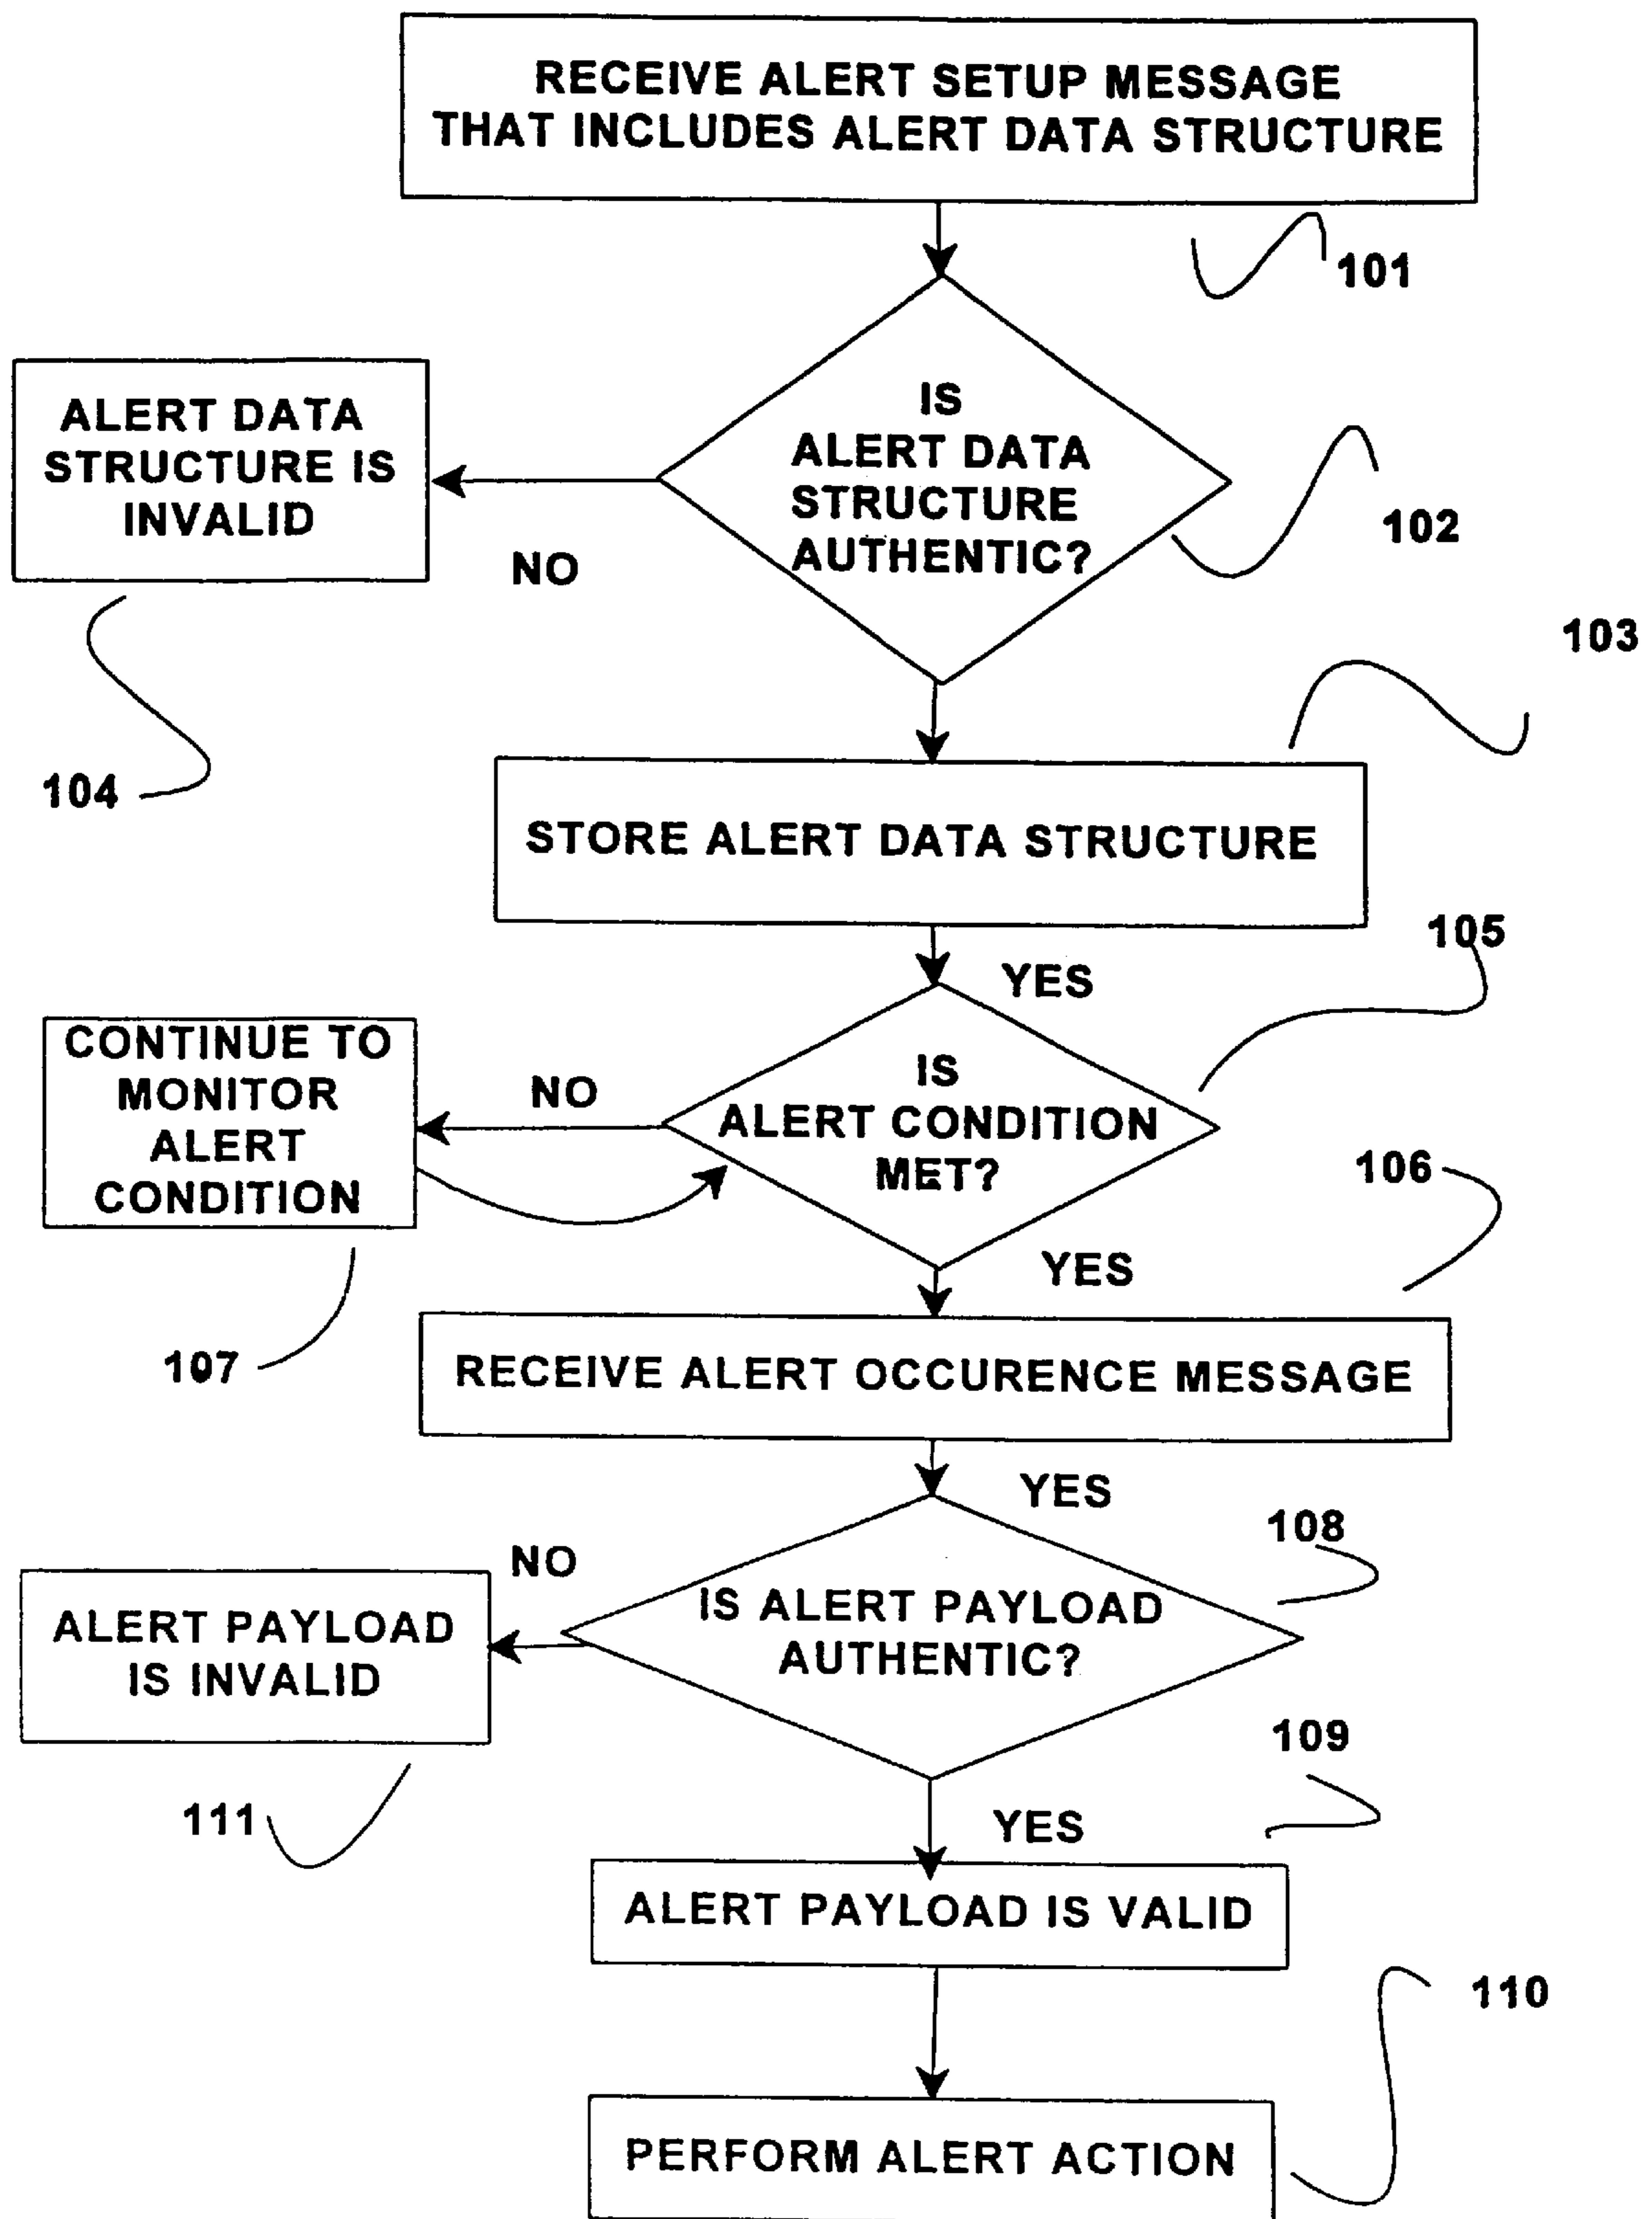 RECEIVE ALERT SETUP MESSAGE
THAT INCLUDES ALERT DATA STRUCTURE
101
IS
ALERT DATA
STRUCTURE
AUTHENTIC?
102
ALERT DATA
STRUCTURE IS
INVALID
NO
104
103
STORE ALERT DATA STRUCTURE
105
YES
CONTINUE TO
MONITOR
ALERT
CONDITION
NO
IS
ALERT CONDITION
MET?
106
107
YES
RECEIVE ALERT OCCURENCE MESSAGE
YES
108
NO
IS ALERT PAYLOAD
AUTHENTIC?
ALERT PAYLOAD
IS INVALID
109
111
YES
ALERT PAYLOAD IS VALID
110
PERFORM ALERT ACTION